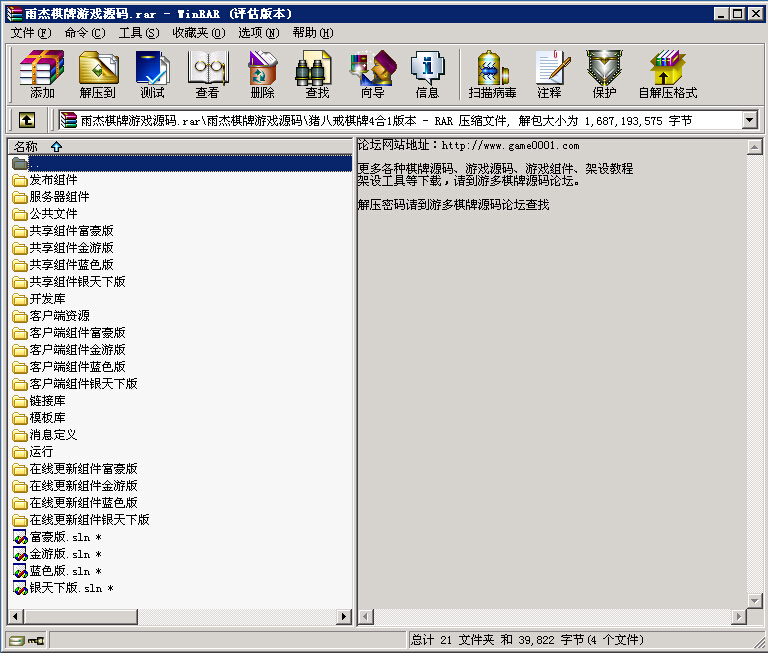 雨杰棋牌游戏源码.rar - WinRAR (评估版本)
文件(F) 命令(C) 工具(S) 收藏夹(O) 选项(N) 帮助(H)
添加 解压到 测试 查看 删除 查找 向导 信息 扫描病毒 注释 保护 自解压格式
雨杰棋牌游戏源码.rar\雨杰棋牌游戏源码\猪八戒棋牌4合1版本 - RAR 压缩文件, 解包大小为 1,687,193,575 字节
名称
..
发布组件
服务器组件
公共文件
共享组件富豪版
共享组件金游版
共享组件蓝色版
共享组件银天下版
开发库
客户端资源
客户端组件富豪版
客户端组件金游版
客户端组件蓝色版
客户端组件银天下版
链接库
模板库
消息定义
运行
在线更新组件富豪版
在线更新组件金游版
在线更新组件蓝色版
在线更新组件银天下版
富豪版.sln *
金游版.sln *
蓝色版.sln *
银天下版.sln *
论坛网站地址：http://www.game0001.com
更多各种棋牌源码、游戏源码、游戏组件、架设教程
架设工具等下载，请到游多棋牌源码论坛。
解压密码请到游多棋牌源码论坛查找
总计 21 文件夹 和 39,822 字节(4 个文件)